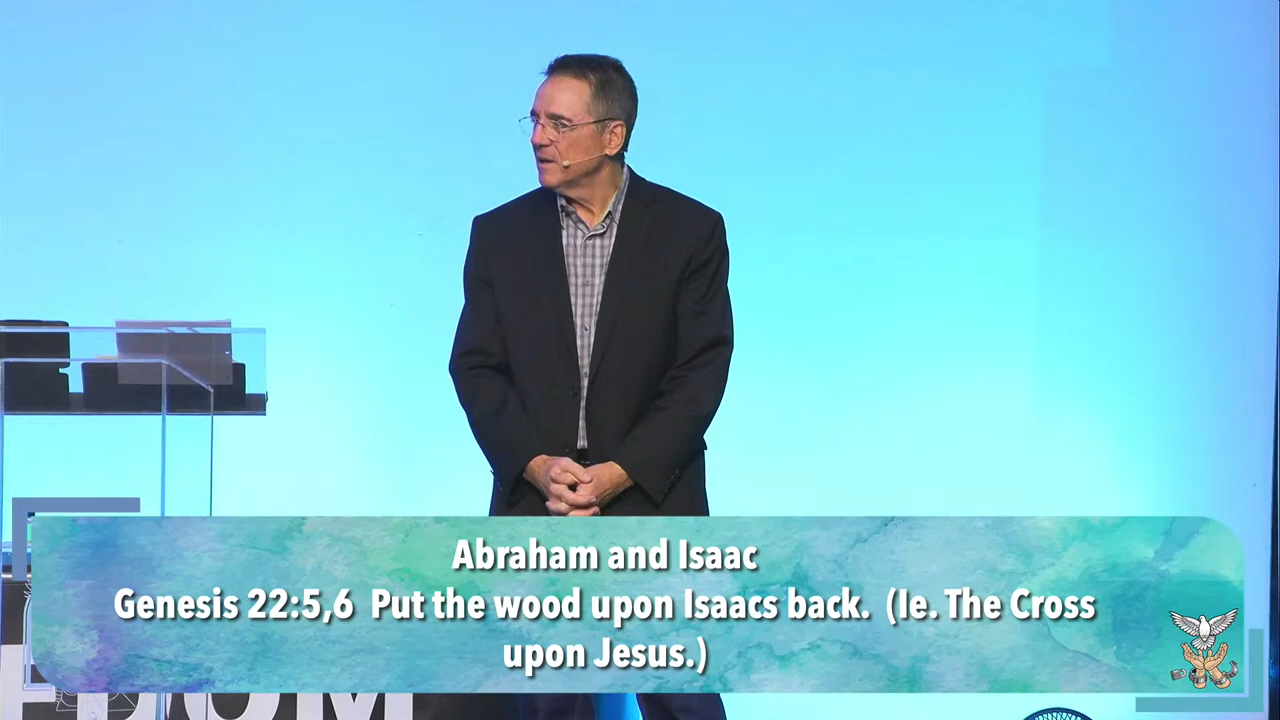 Abraham and Isaac
Genesis 22:5,6  Put the wood upon Isaacs back.  (Ie. The Cross
upon Jesus.)